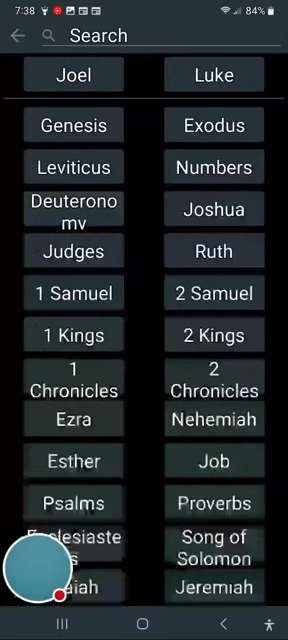 7:38 84%
Search
Joel Luke
Genesis Exodus
Leviticus Numbers
Deuterono
my
Joshua
Judges Ruth
1 Samuel 2 Samuel
1 Kings 2 Kings
1
Chronicles
2
Chronicles
Ezra Nehemiah
Esther Job
Psalms Proverbs
Ecclesiaste
s
Song of
Solomon
Jeremiah